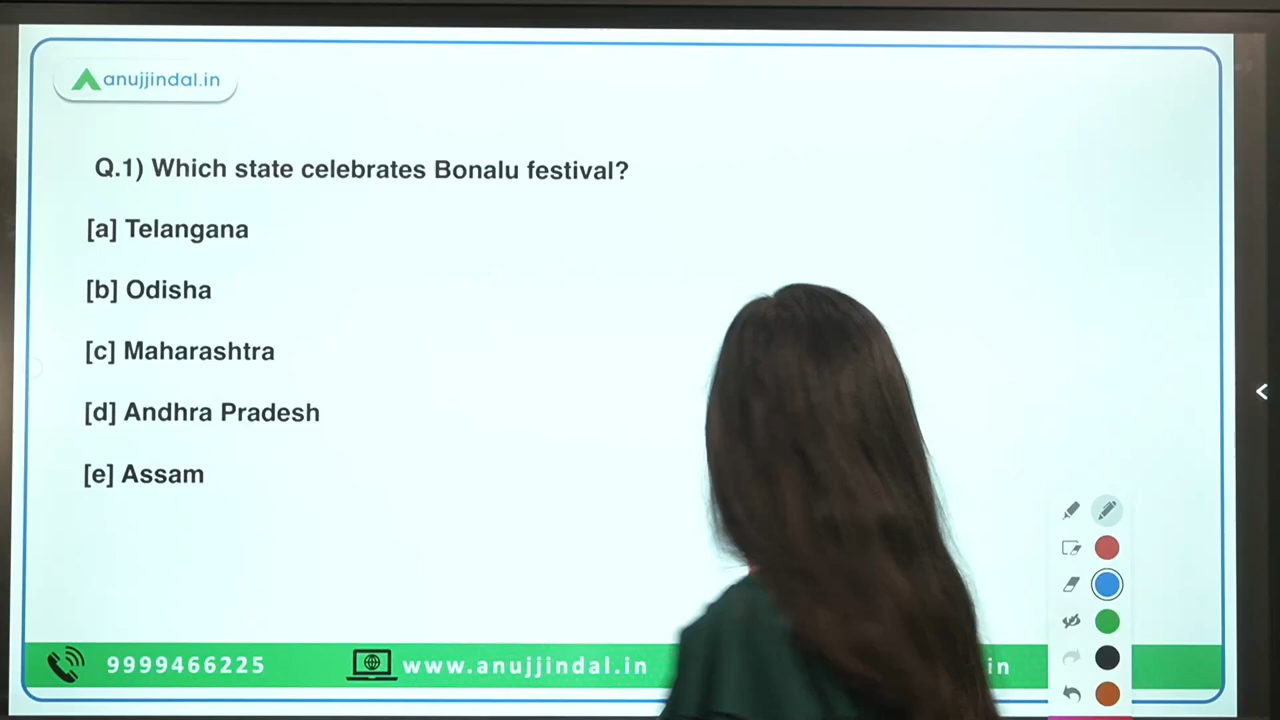 anujjindal.in
Q.1) Which state celebrates Bonalu festival?
[a] Telangana
[b] Odisha
[c] Maharashtra
[d] Andhra Pradesh
[e] Assam
9999466225 www.anujjindal.in in